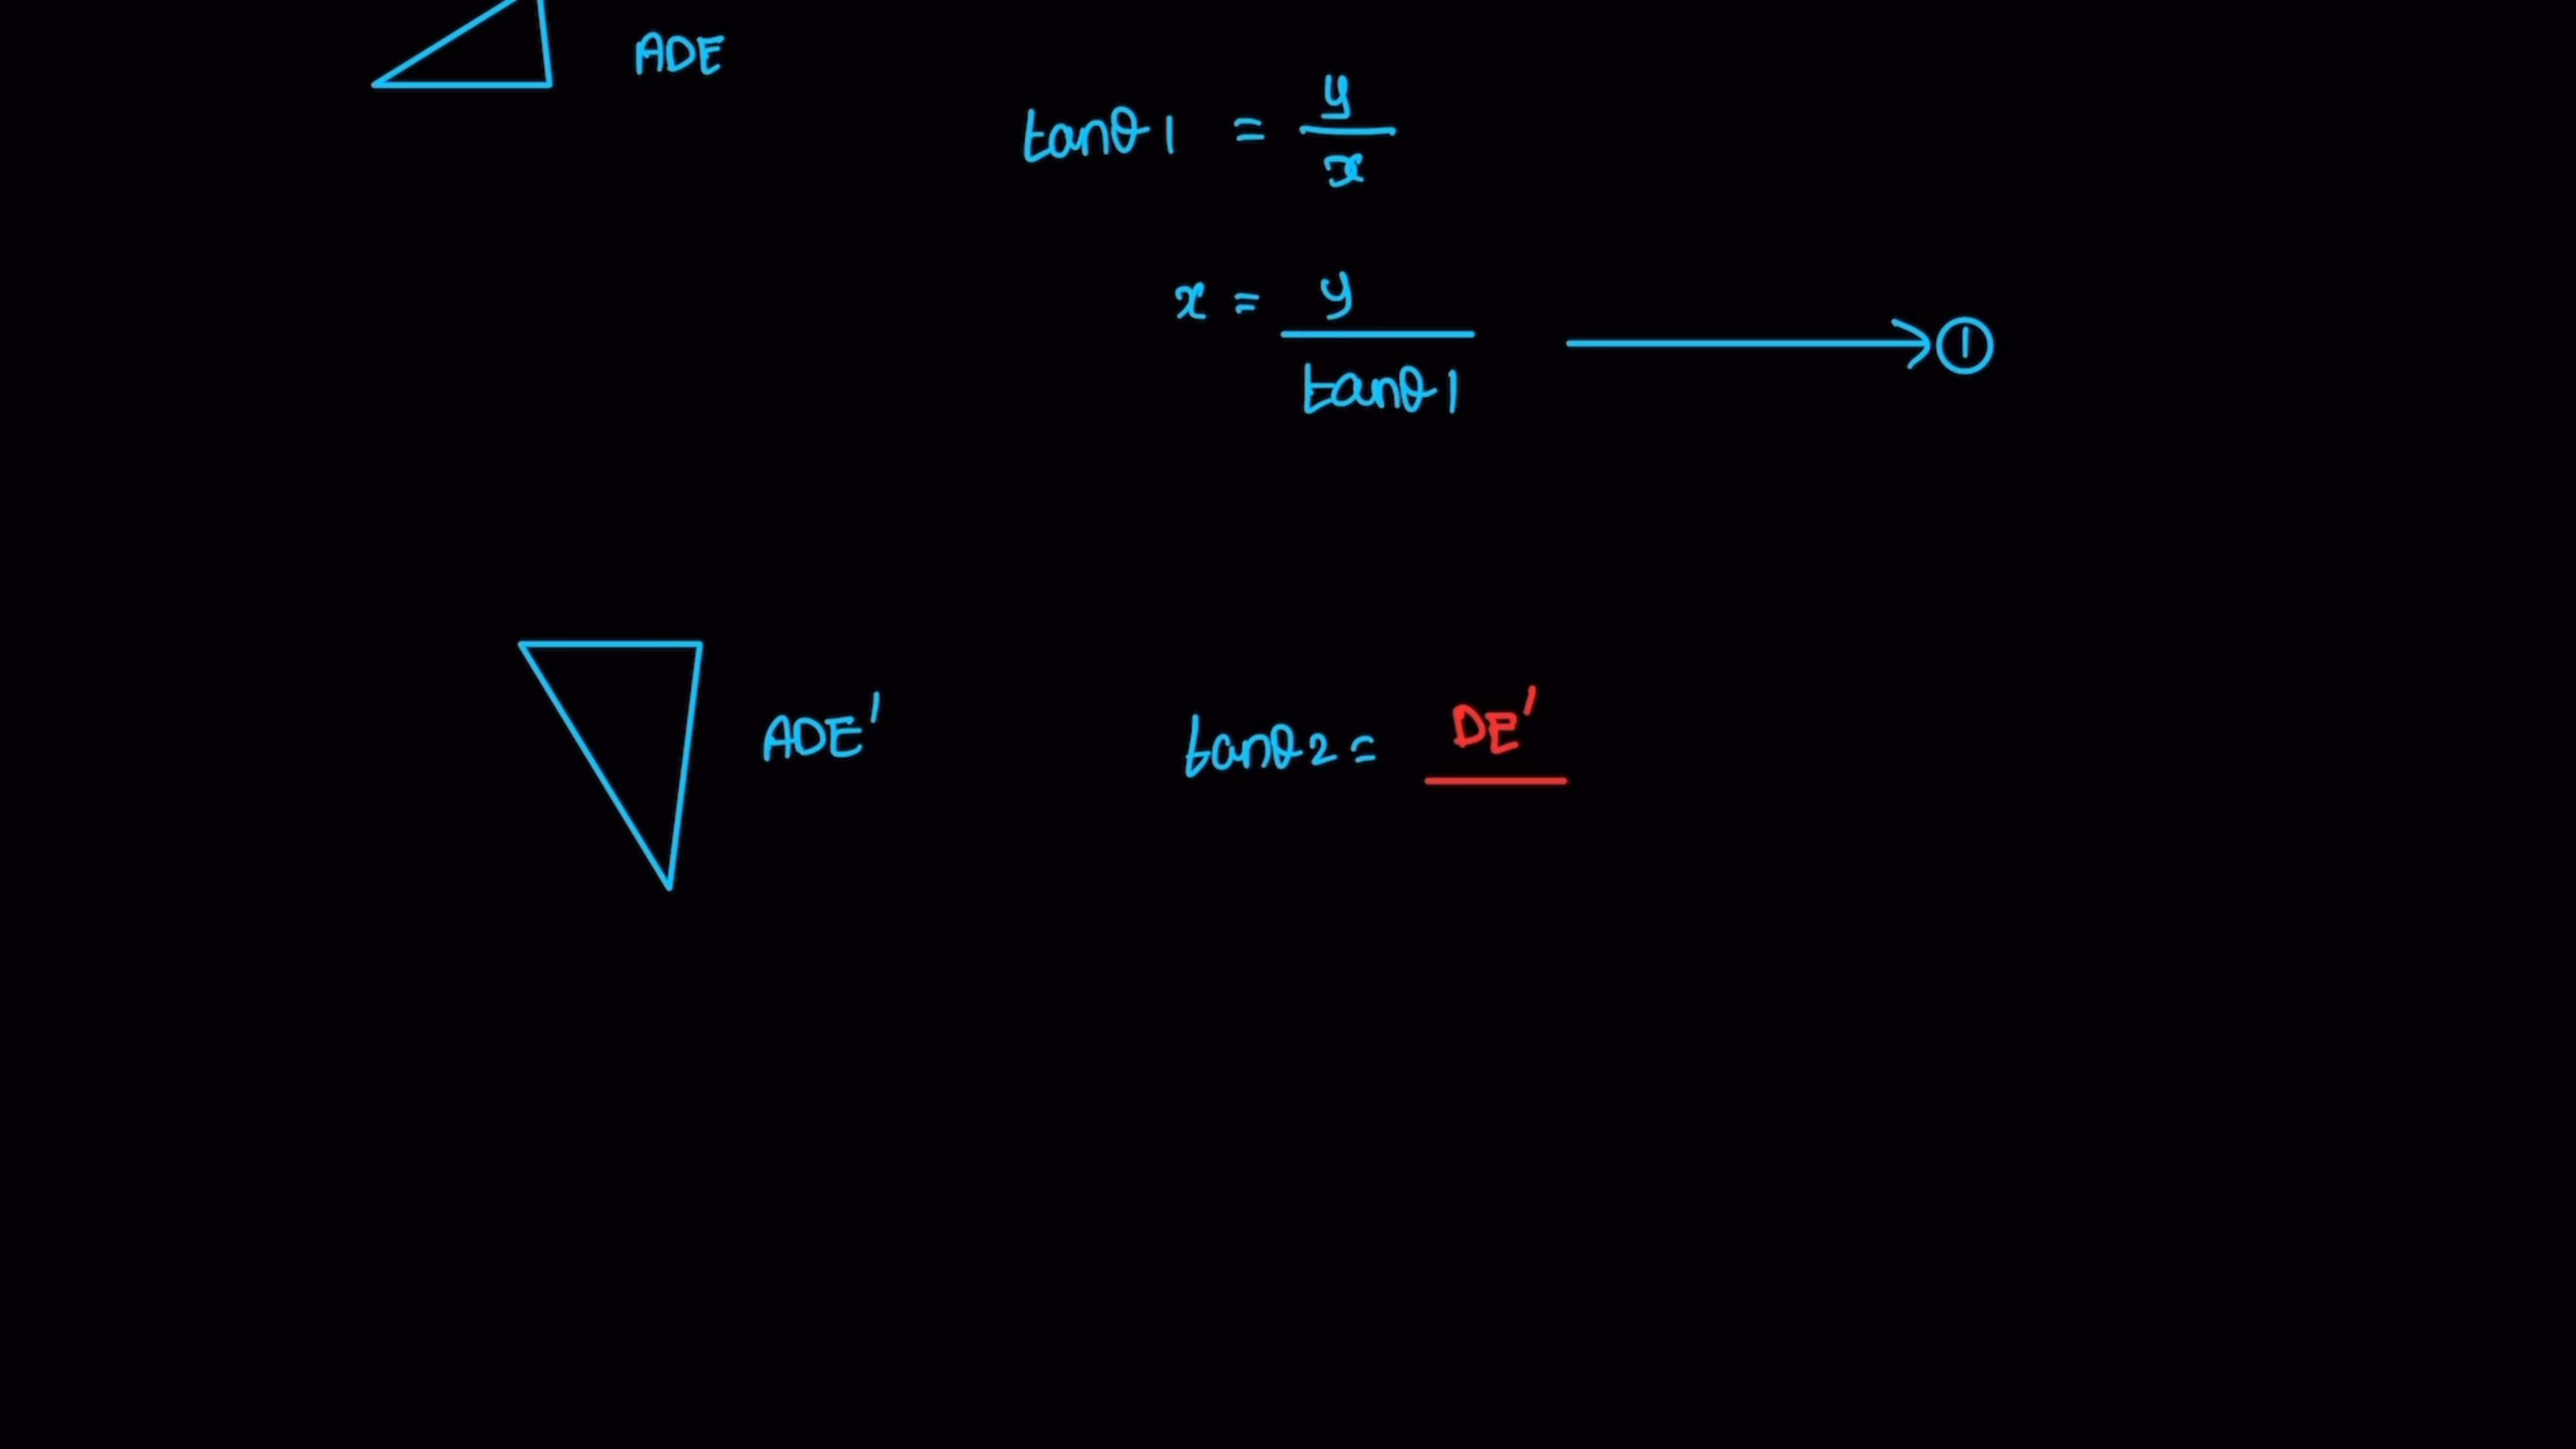 ADE
tanθ1 = y/x
x = y/tanθ1 ①
ADE'
tanθ2 = DE'/